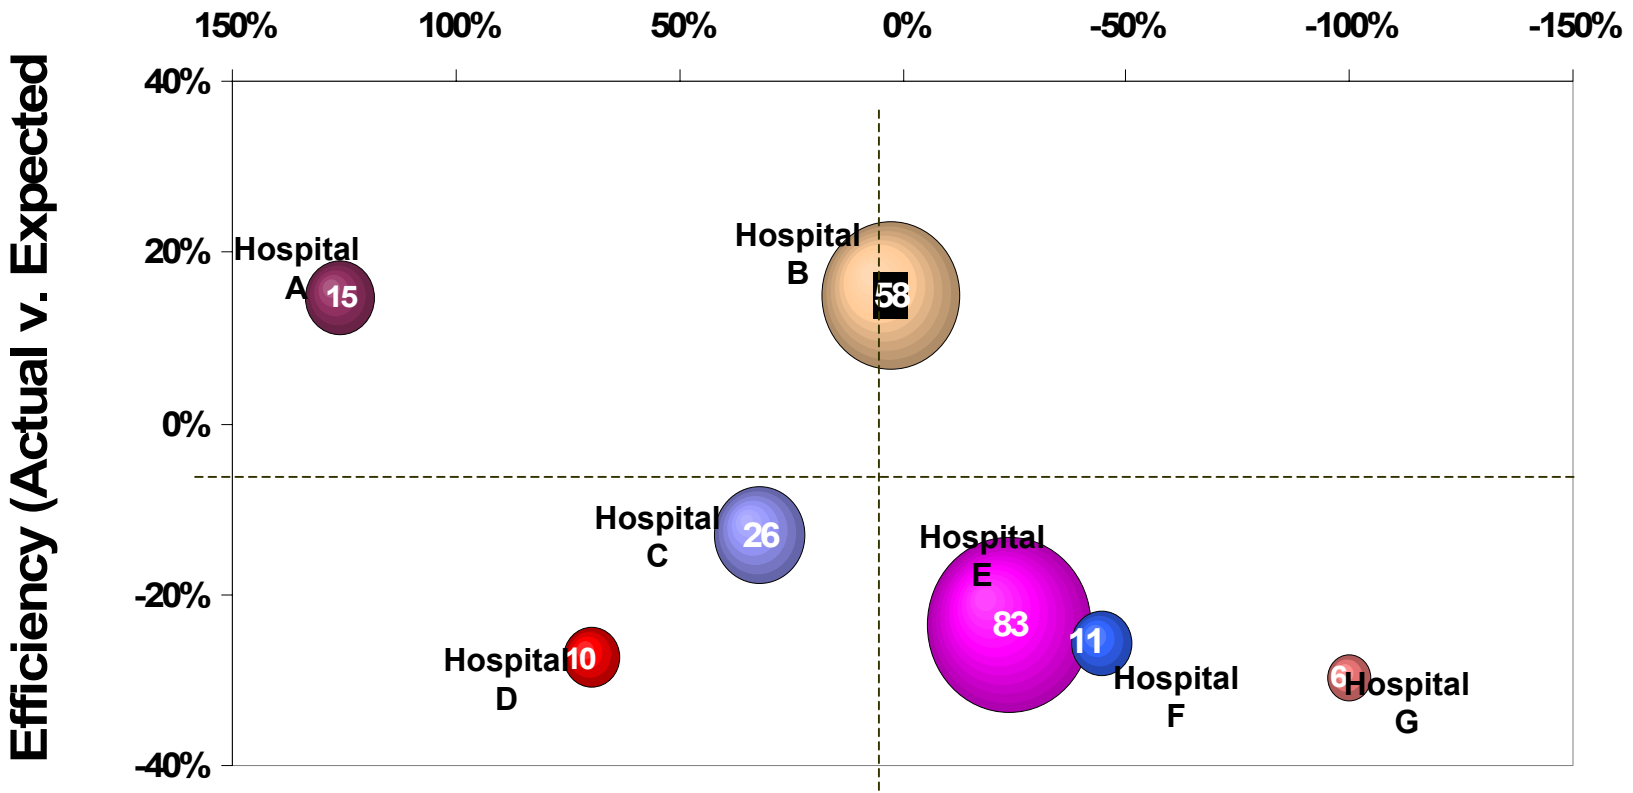 150% 100% 50% 0% -50% -100% -150%
Efficiency (Actual v. Expected
40%
20%
0%
-20%
-40%
Hospital
A
15
Hospital
B
58
Hospital
C
26
Hospital
D
10
Hospital
E
83
11
Hospital
F
6
Hospital
G